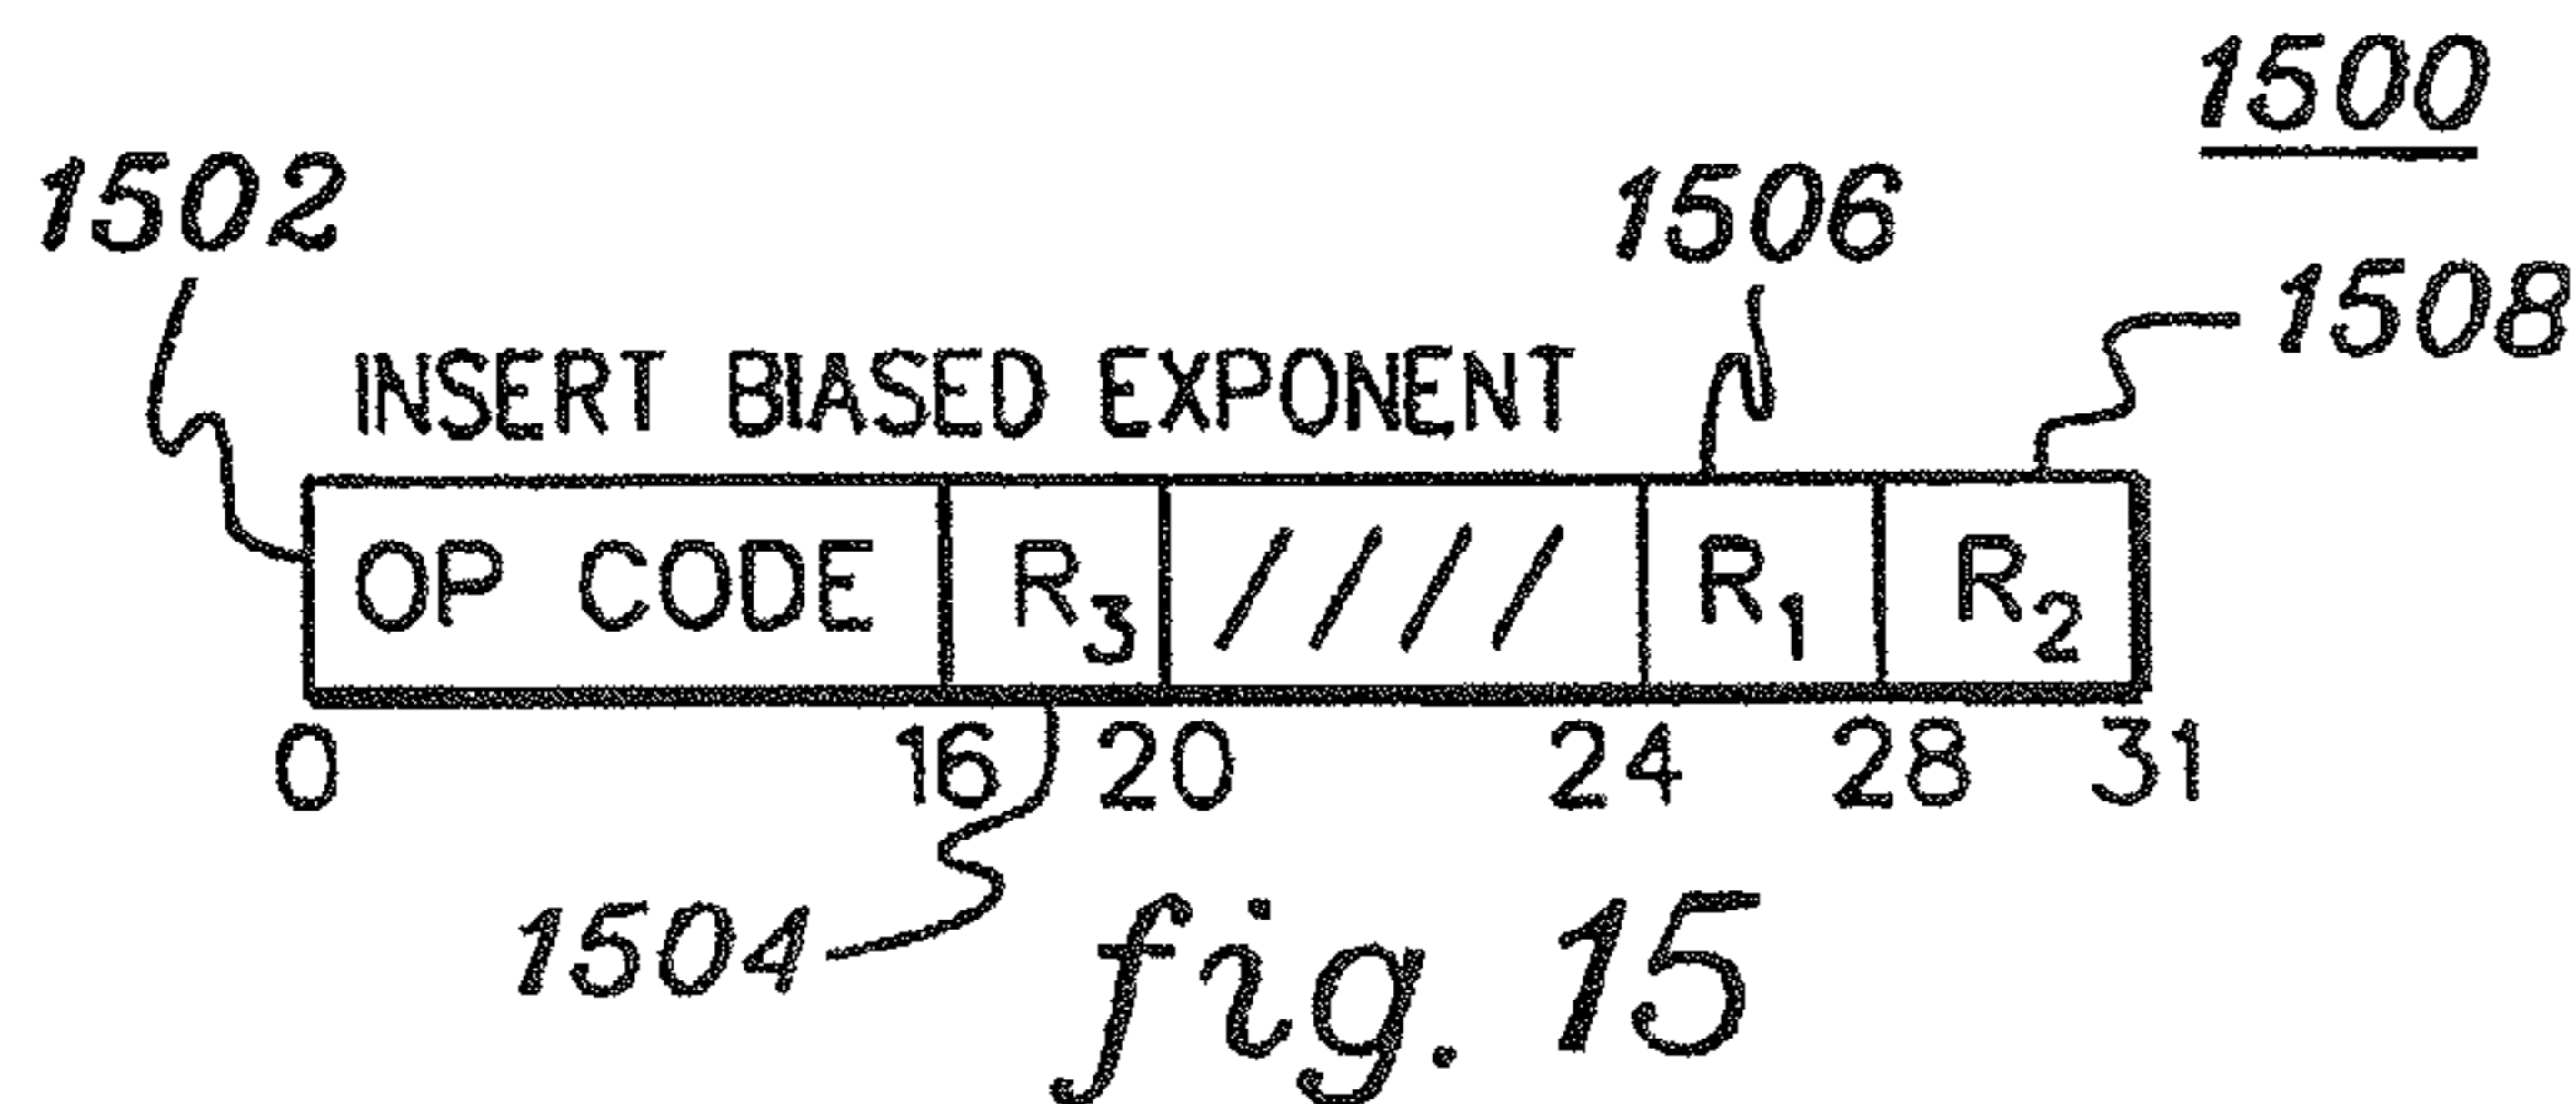 1500
1502
1506
1508
INSERT BIASED EXPONENT
OP CODE R3 //// R1 R2
0 16 20 24 28 31
1504
fig. 15